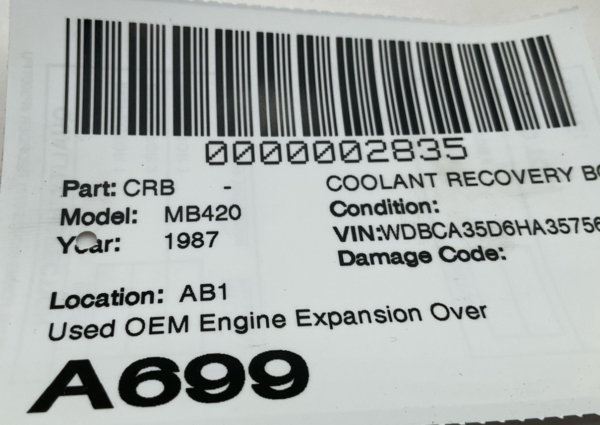 0000002835
Part: CRB -
COOLANT RECOVERY BO
Model: MB420
Condition:
Year: 1987
VIN:WDBCA35D6HA35756
Damage Code:
Location: AB1
Used OEM Engine Expansion Over
A699